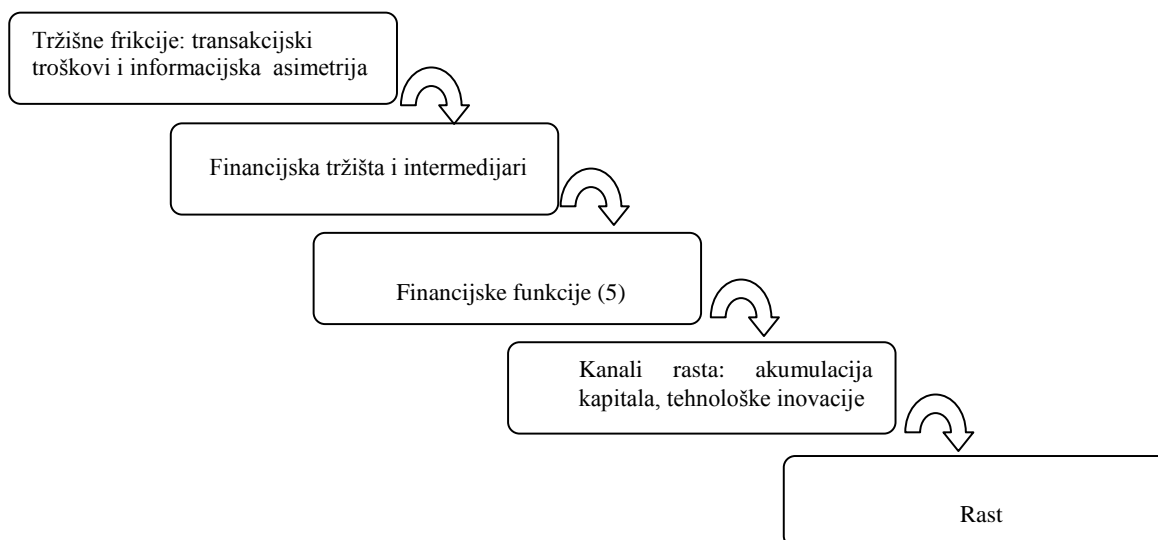 Tržišne frikcije: transakcijski
troškovi i informacijska asimetrija
Financijska tržišta i intermedijari
Financijske funkcije (5)
Kanali rasta: akumulacija
kapitala, tehnološke inovacije
Rast